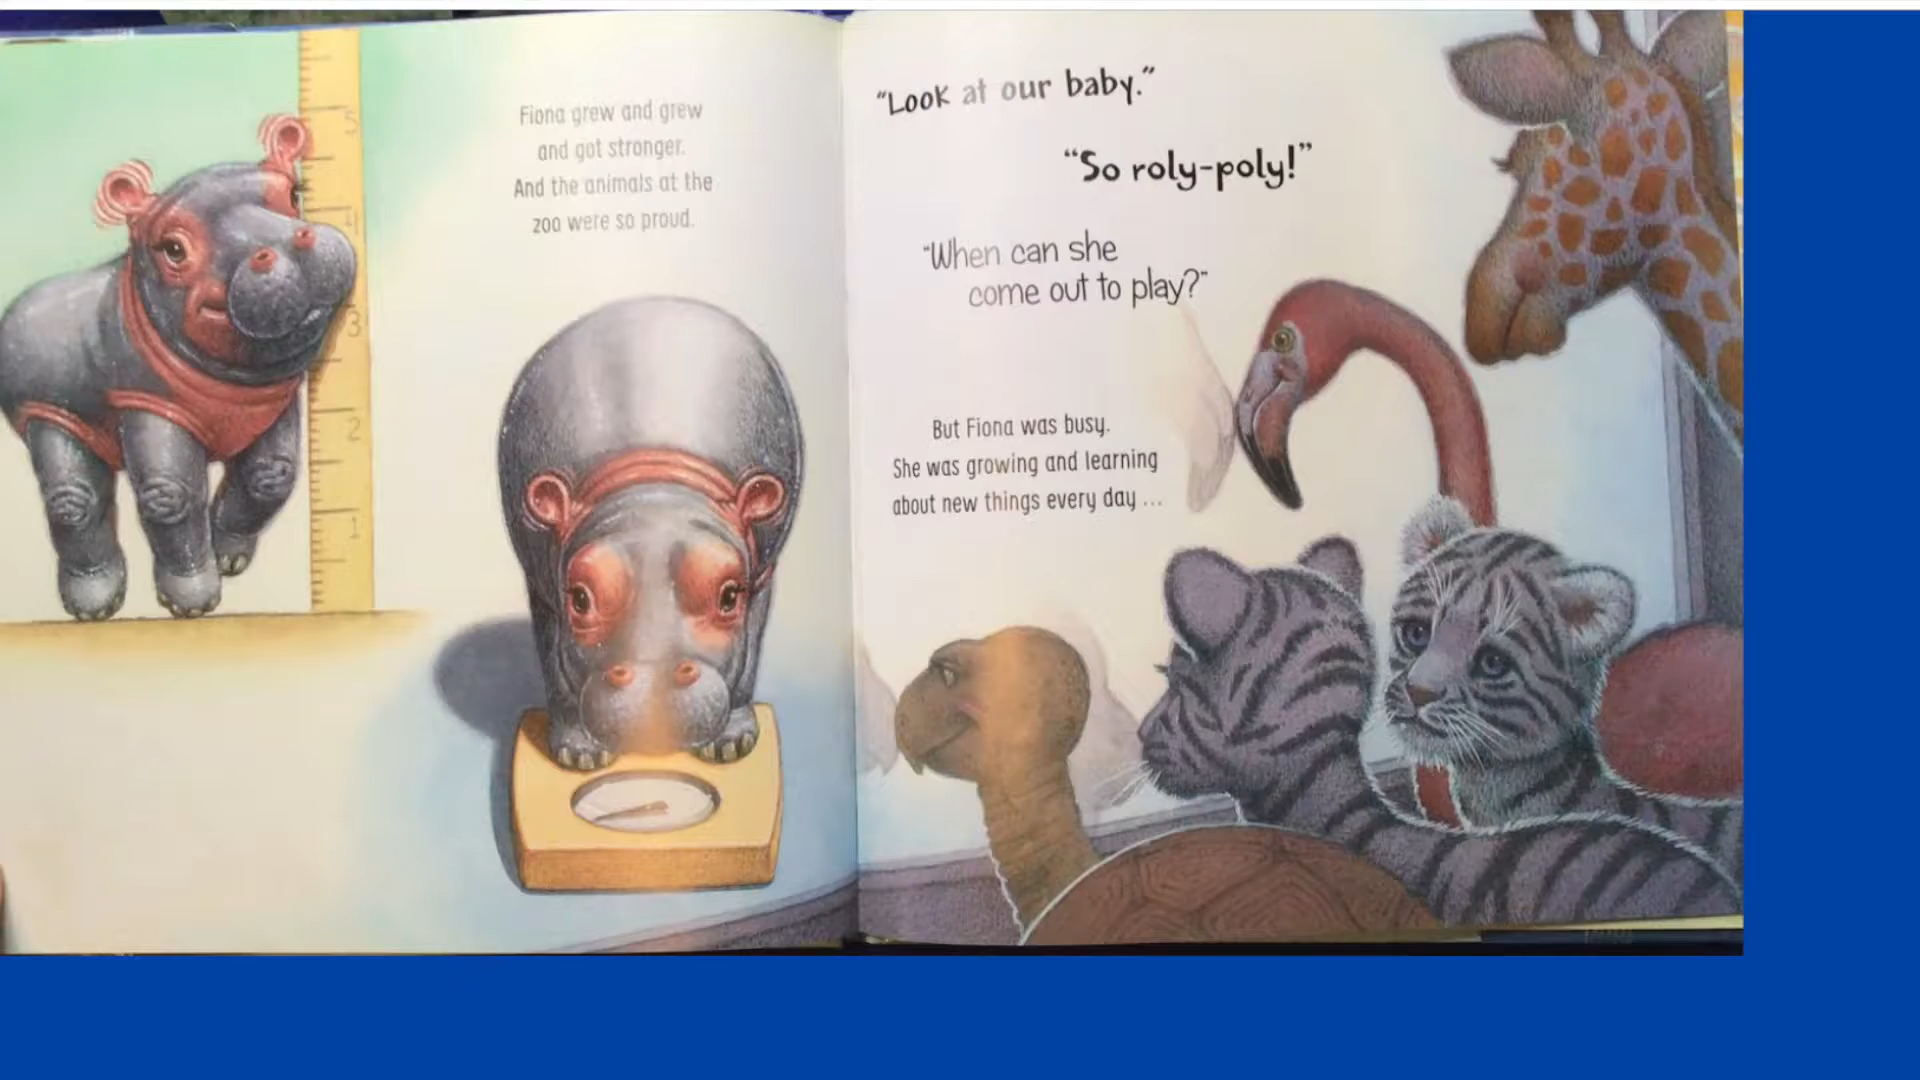 Fiona grew and grew
and got stronger.
And the animals at the
zoo were so proud.
5
4
3
2
1
"Look at our baby."
"So roly-poly!"
"When can she
come out to play?"
But Fiona was busy.
She was growing and learning
about new things every day ...